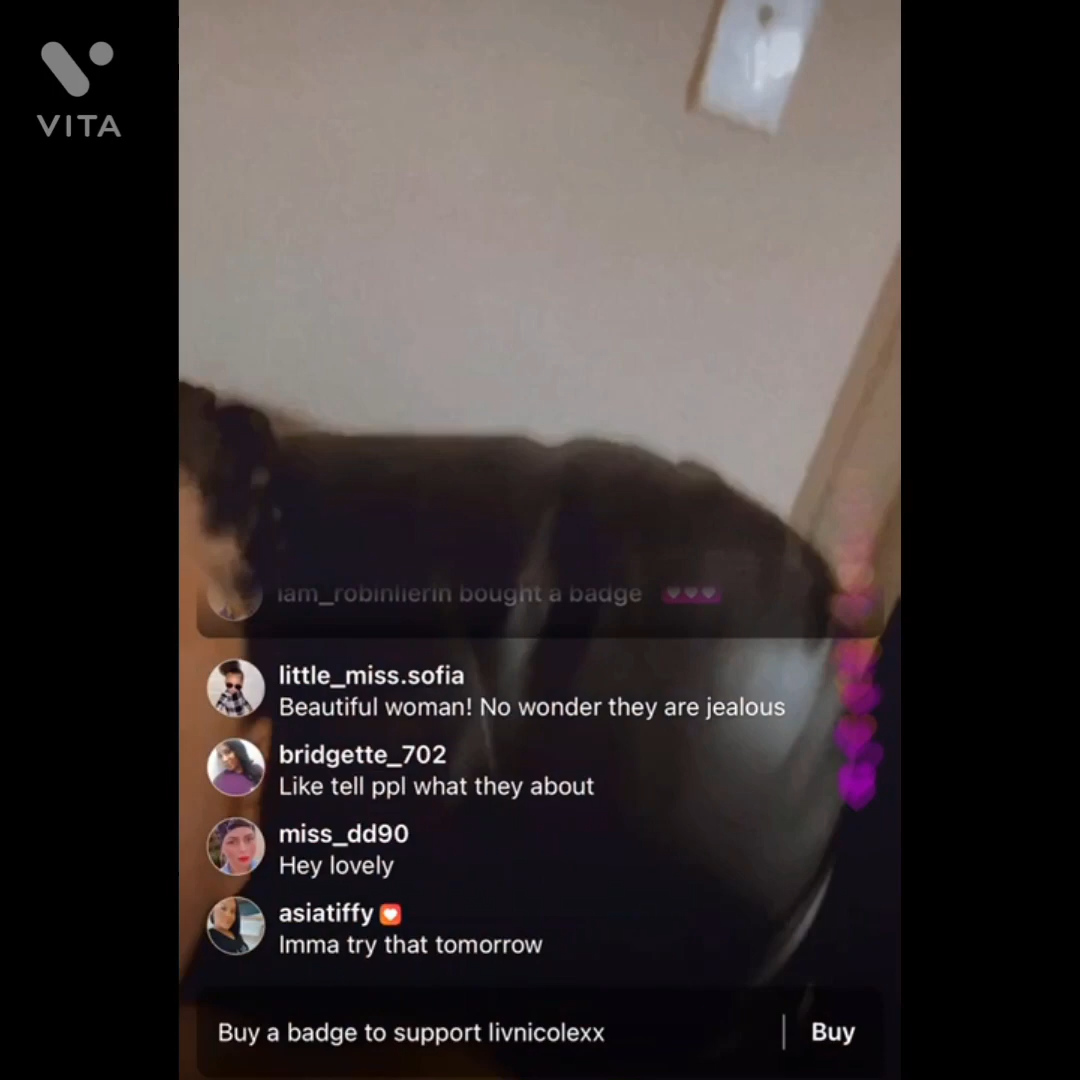 VITA
iam_robinlierin bought a badge
little_miss.sofia
Beautiful woman! No wonder they are jealous
bridgette_702
Like tell ppl what they about
miss_dd90
Hey lovely
asiatiffy
Imma try that tomorrow
Buy a badge to support livnicolexx | Buy